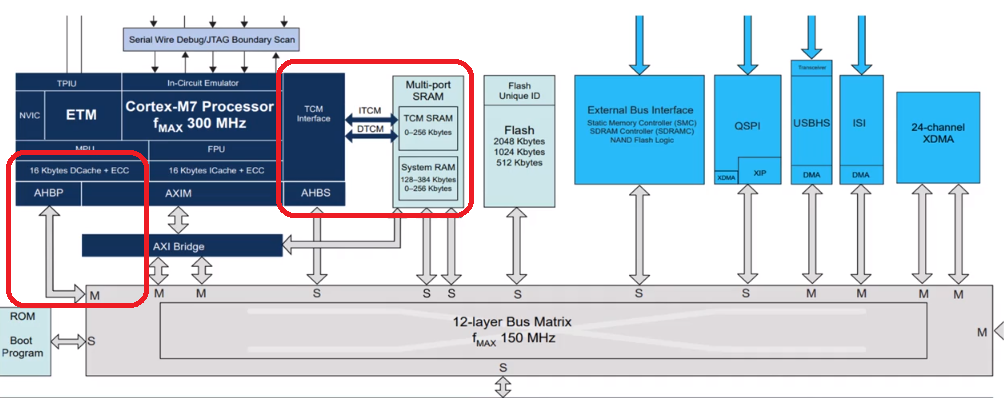 Serial Wire Debug/JTAG Boundary Scan
TPIU
In-Circuit Emulator
NVIC
ETM
Cortex-M7 Processor
fMAX 300 MHz
MPU
FPU
16 Kbytes DCache + ECC
16 Kbytes ICache + ECC
AHBP
AXIM
AHBS
TCM
Interface
ITCM
DTCM
Multi-port
SRAM
TCM SRAM
0–256 Kbytes
System RAM
128–384 Kbytes
0–256 Kbytes
Flash
Unique ID
Flash
2048 Kbytes
1024 Kbytes
512 Kbytes
External Bus Interface
Static Memory Controller (SMC)
SDRAM Controller (SDRAMC)
NAND Flash Logic
QSPI
XDMA
XIP
Transceiver
USBHS
DMA
ISI
DMA
24-channel
XDMA
AXI Bridge
M
M
M
S
S
S
S
S
S
M
M
M
M
ROM
Boot
Program
S
12-layer Bus Matrix
fMAX 150 MHz
M
S